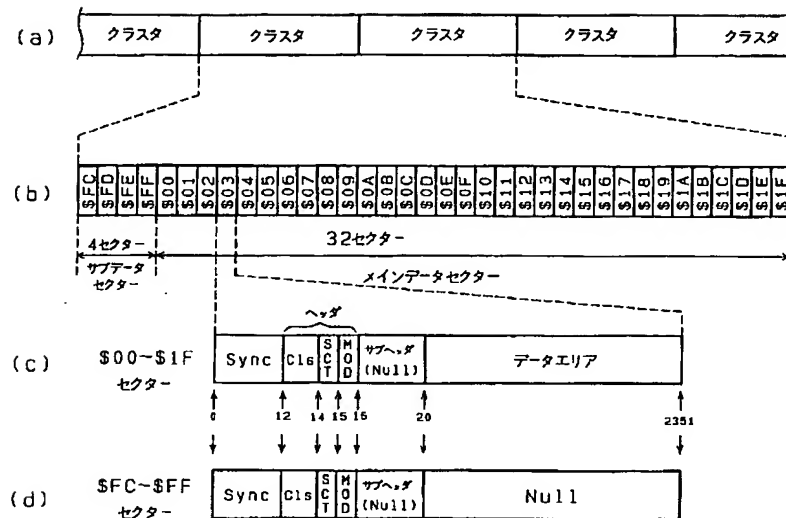 (a) クラスタ クラスタ クラスタ クラスタ クラスタ
(b) $FC $FD $FE $FF $00 $01 $02 $03 $04 $05 $06 $07 $08 $09 $0A $0B $0C $0D $0E $0F $10 $11 $12 $13 $14 $15 $16 $17 $18 $19 $1A $1B $1C $1D $1E $1F
4セクター 32セクター
サブデータ
セクター
メインデータセクター
ヘッダ
(c) $00~$1F
セクター
Sync Cls SCT MOD サブヘッダ
(Null)
データエリア
0 12 14 15 16 20 2351
(d) $FC~$FF
セクター
Sync Cls SCT MOD サブヘッダ
(Null)
Null